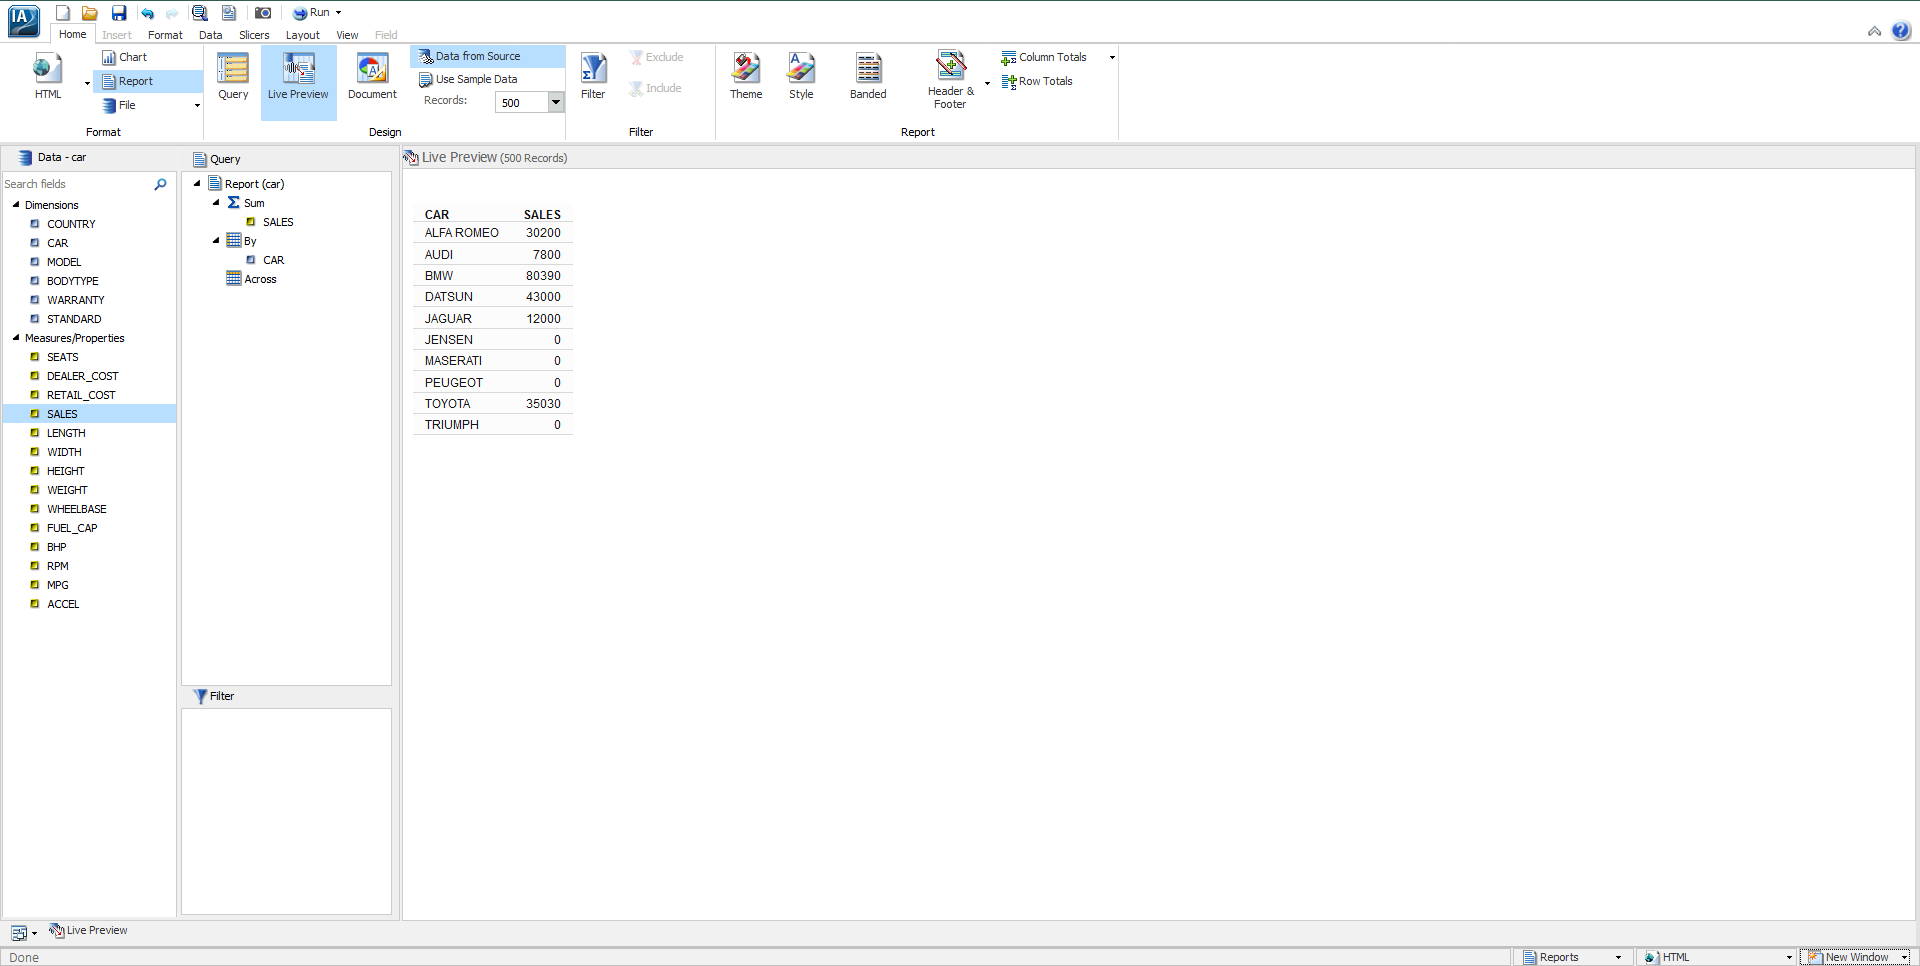 IA
Run
Home Insert Format Data Slicers Layout View Field
HTML
Chart
Report
File
Format
Query
Live Preview
Document
Data from Source
Use Sample Data
Records: 500
Design
Filter
Exclude
Include
Filter
Theme
Style
Banded
Header &
Footer
Column Totals
Row Totals
Report
Data - car
Search fields
Dimensions
COUNTRY
CAR
MODEL
BODYTYPE
WARRANTY
STANDARD
Measures/Properties
SEATS
DEALER_COST
RETAIL_COST
SALES
LENGTH
WIDTH
HEIGHT
WEIGHT
WHEELBASE
FUEL_CAP
BHP
RPM
MPG
ACCEL
Query
Report (car)
Sum
SALES
By
CAR
Across
Filter
Live Preview (500 Records)
CAR SALES
ALFA ROMEO 30200
AUDI 7800
BMW 80390
DATSUN 43000
JAGUAR 12000
JENSEN 0
MASERATI 0
PEUGEOT 0
TOYOTA 35030
TRIUMPH 0
Live Preview
Done
Reports
HTML
New Window